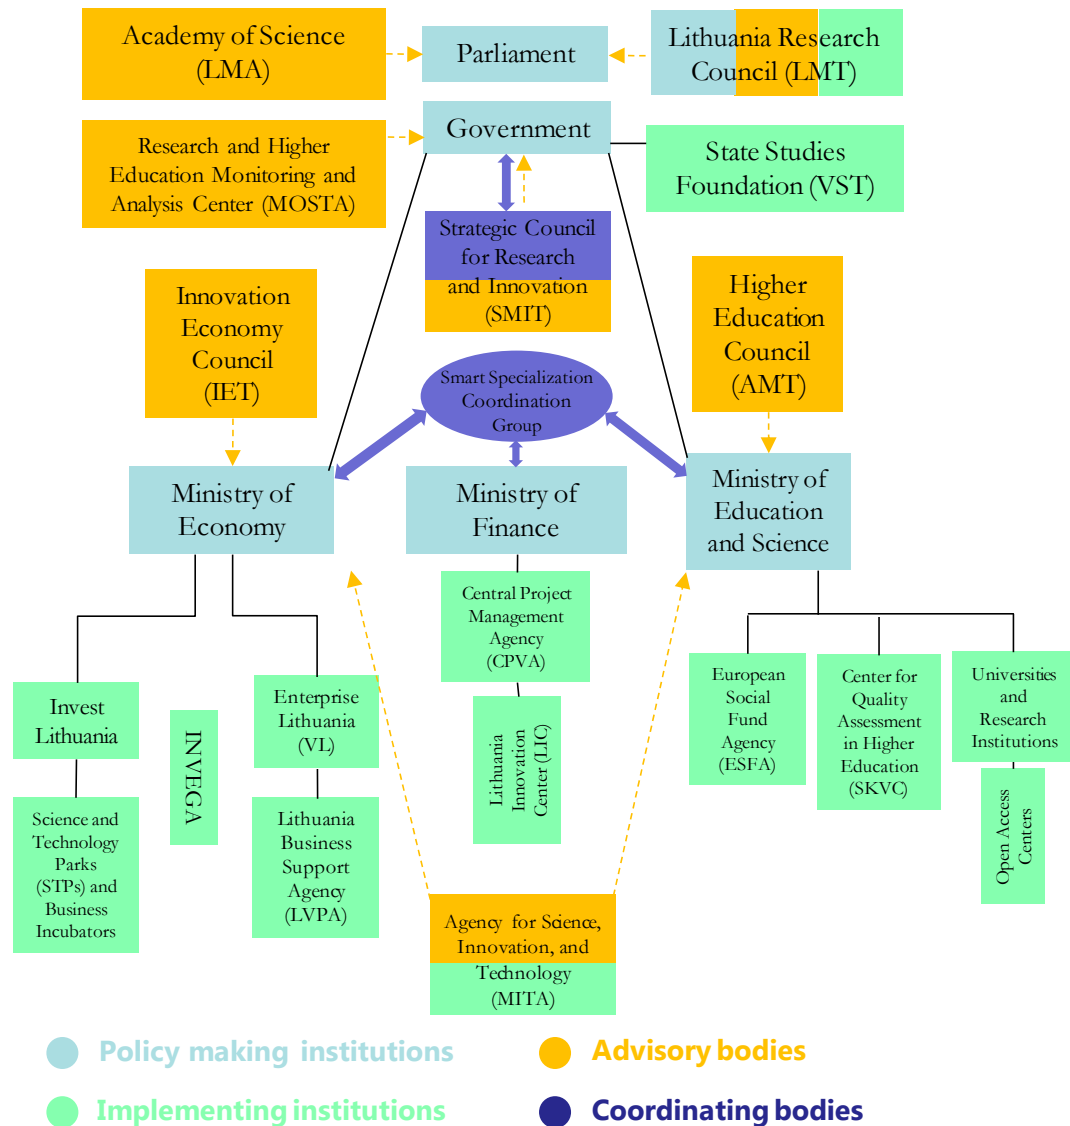 Academy of Science
(LMA)
Parliament
Lithuania Research
Council (LMT)
Government
Research and Higher
Education Monitoring and
Analysis Center (MOSTA)
State Studies
Foundation (VST)
Strategic Council
for Research
and Innovation
(SMIT)
Innovation
Economy
Council
(IET)
Higher
Education
Council
(AMT)
Smart Specialization
Coordination
Group
Ministry of
Economy
Ministry of
Finance
Ministry of
Education
and Science
Central Project
Management
Agency
(CPVA)
Invest
Lithuania
INVEGA
Enterprise
Lithuania
(VL)
Lithuania
Innovation
Center (LIC)
European
Social
Fund
Agency
(ESFA)
Center for
Quality
Assessment
in Higher
Education
(SKVC)
Universities
and
Research
Institutions
Science and
Technology
Parks
(STPs) and
Business
Incubators
Lithuania
Business
Support
Agency
(LVPA)
Open Access
Centers
Agency for Science,
Innovation, and
Technology
(MITA)
Policy making institutions
Advisory bodies
Implementing institutions
Coordinating bodies